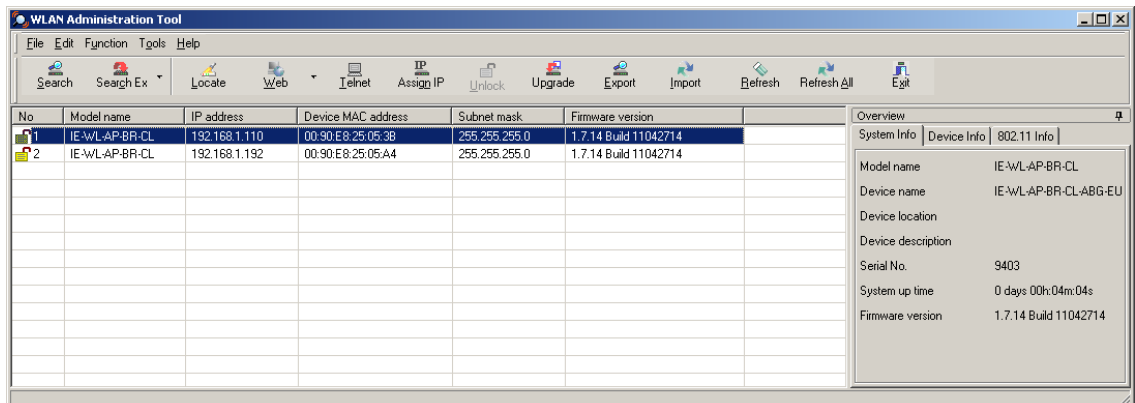 WLAN Administration Tool
File Edit Function Tools Help
Search Search Ex Locate Web Telnet Assign IP Unlock Upgrade Export Import Refresh Refresh All Exit
No Model name IP address Device MAC address Subnet mask Firmware version
1 IE-WL-AP-BR-CL 192.168.1.110 00:90:E8:25:05:3B 255.255.255.0 1.7.14 Build 11042714
2 IE-WL-AP-BR-CL 192.168.1.192 00:90:E8:25:05:A4 255.255.255.0 1.7.14 Build 11042714
Overview
System Info Device Info 802.11 Info
Model name IE-WL-AP-BR-CL
Device name IE-WL-AP-BR-CL-ABG-EU
Device location
Device description
Serial No. 9403
System up time 0 days 00h:04m:04s
Firmware version 1.7.14 Build 11042714